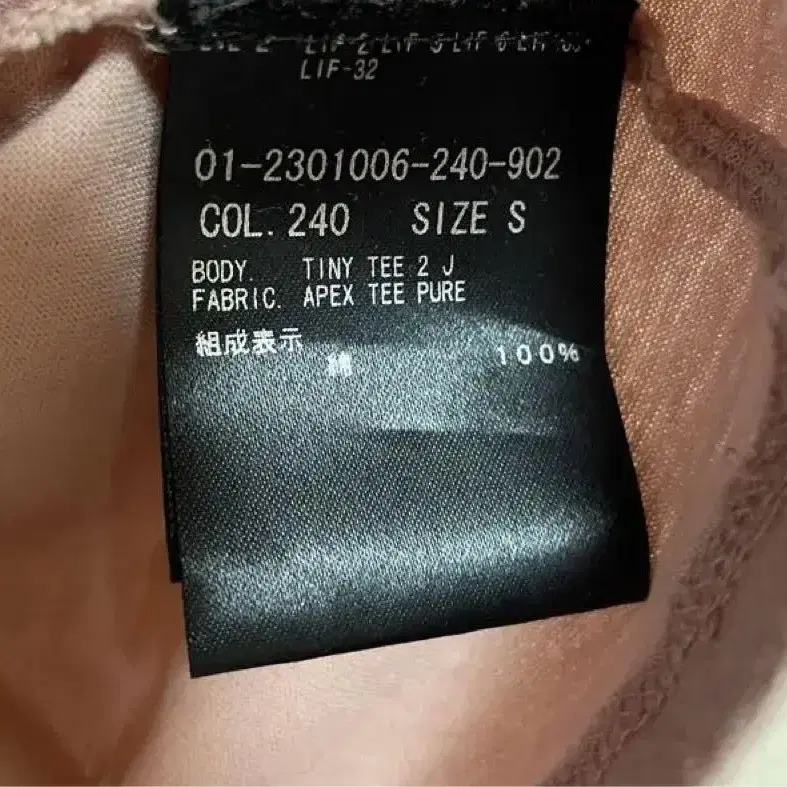 LIF-32
01-2301006-240-902
COL. 240 SIZE S
BODY. TINY TEE 2 J
FABRIC. APEX TEE PURE
組成表示
綿 100%